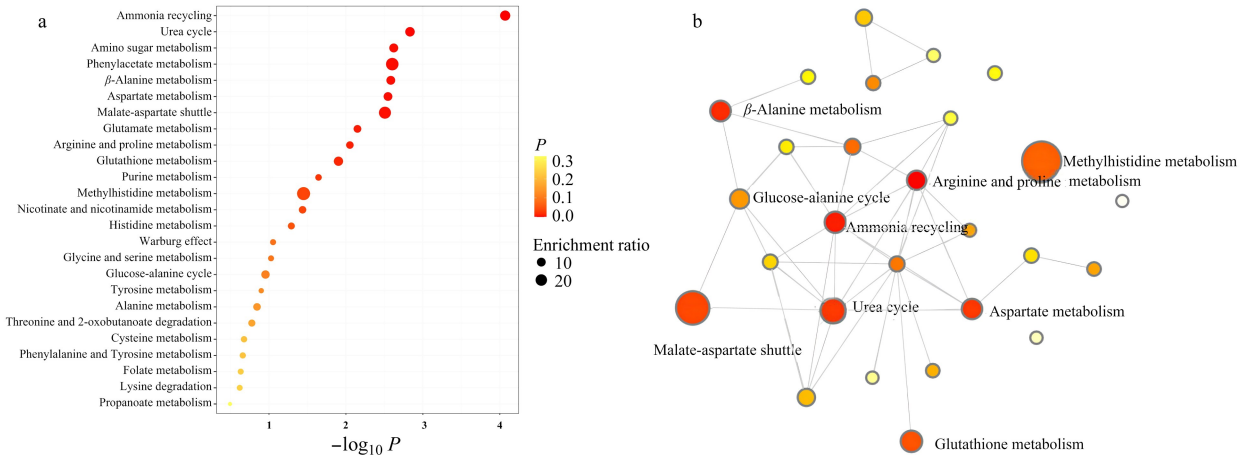 a
Ammonia recycling
Urea cycle
Amino sugar metabolism
Phenylacetate metabolism
β-Alanine metabolism
Aspartate metabolism
Malate-aspartate shuttle
Glutamate metabolism
Arginine and proline metabolism
Glutathione metabolism
Purine metabolism
Methylhistidine metabolism
Nicotinate and nicotinamide metabolism
Histidine metabolism
Warburg effect
Glycine and serine metabolism
Glucose-alanine cycle
Tyrosine metabolism
Alanine metabolism
Threonine and 2-oxobutanoate degradation
Cysteine metabolism
Phenylalanine and Tyrosine metabolism
Folate metabolism
Lysine degradation
Propanoate metabolism
1 2 3 4
−log10 P
P
0.3
0.2
0.1
0.0
Enrichment ratio
10
20
b
β-Alanine metabolism
Methylhistidine metabolism
Arginine and proline metabolism
Glucose-alanine cycle
Ammonia recycling
Urea cycle
Aspartate metabolism
Malate-aspartate shuttle
Glutathione metabolism